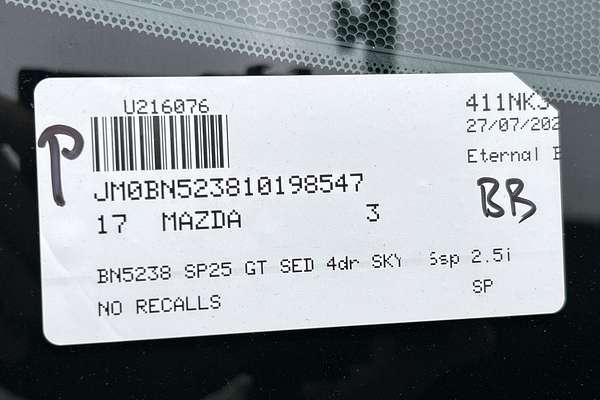 U216076
411NK3
27/07/202
P
JM0BN523810198547
Eternal B
17 MAZDA 3
BB
BN5238 SP25 GT SED 4dr SKY 6sp 2.5i
SP
NO RECALLS